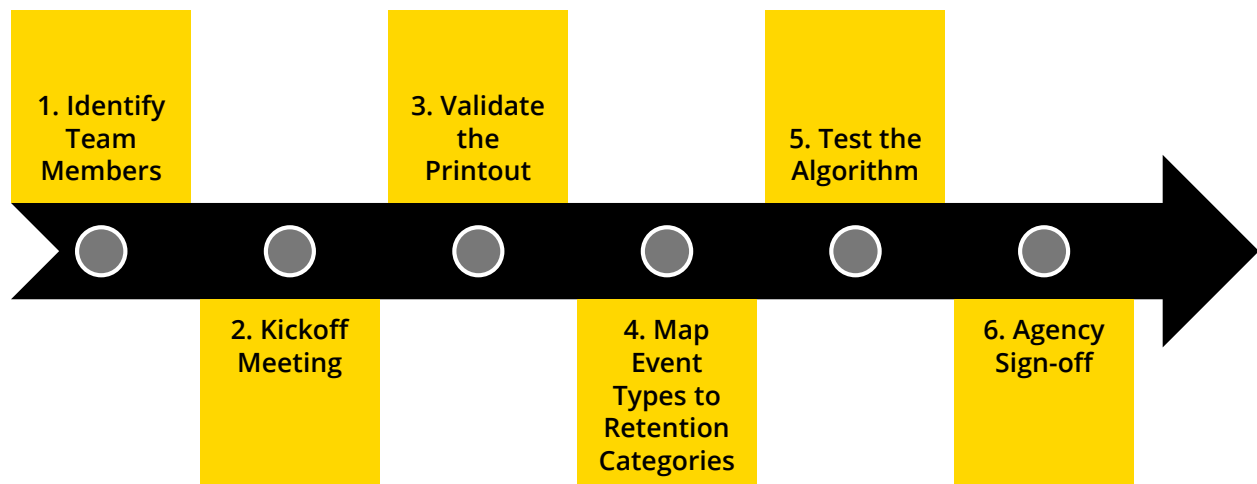 1. Identify
Team
Members
2. Kickoff
Meeting
3. Validate
the
Printout
4. Map
Event
Types to
Retention
Categories
5. Test the
Algorithm
6. Agency
Sign-off